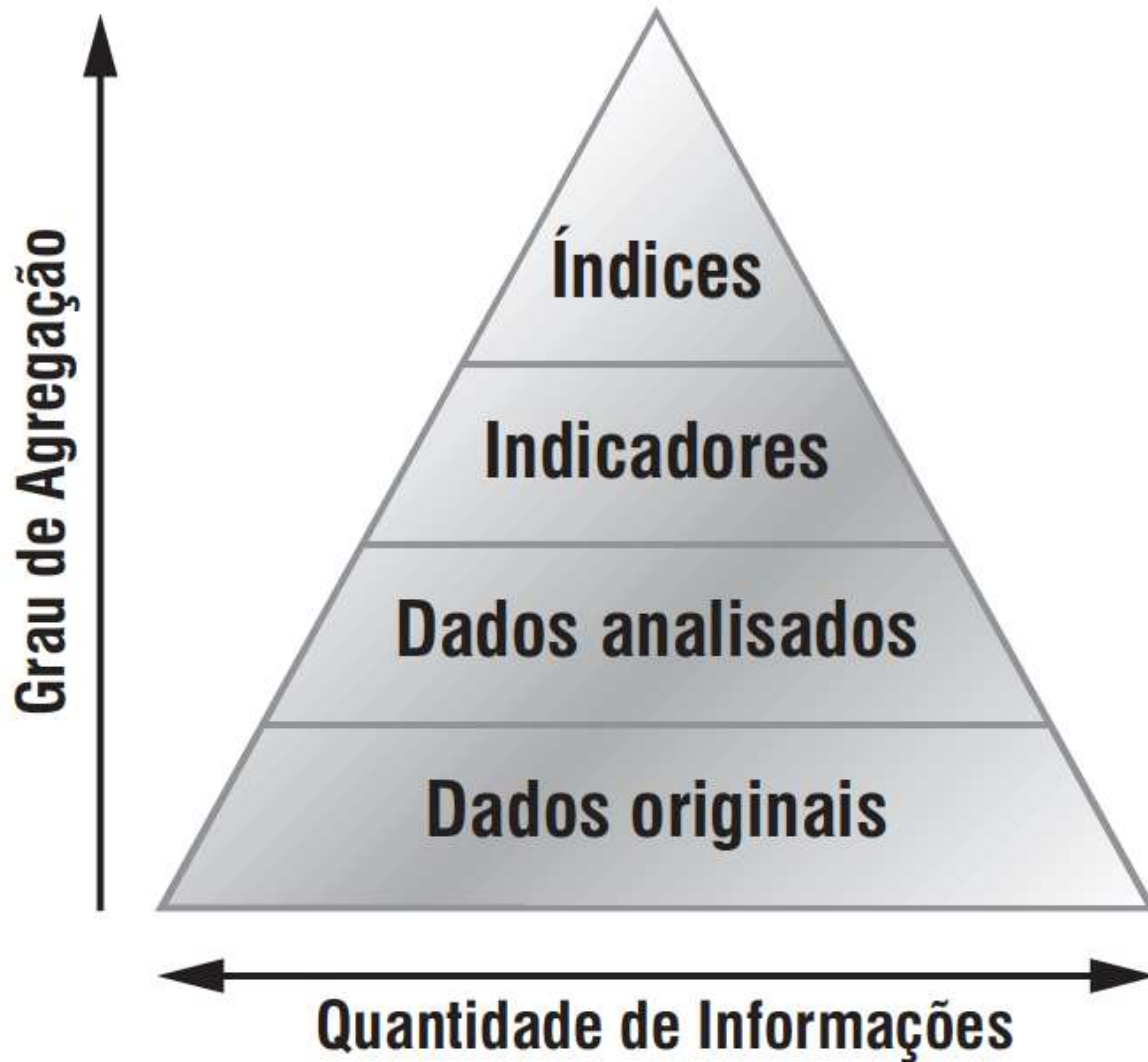 Grau de Agregação
Índices
Indicadores
Dados analisados
Dados originais
Quantidade de Informações